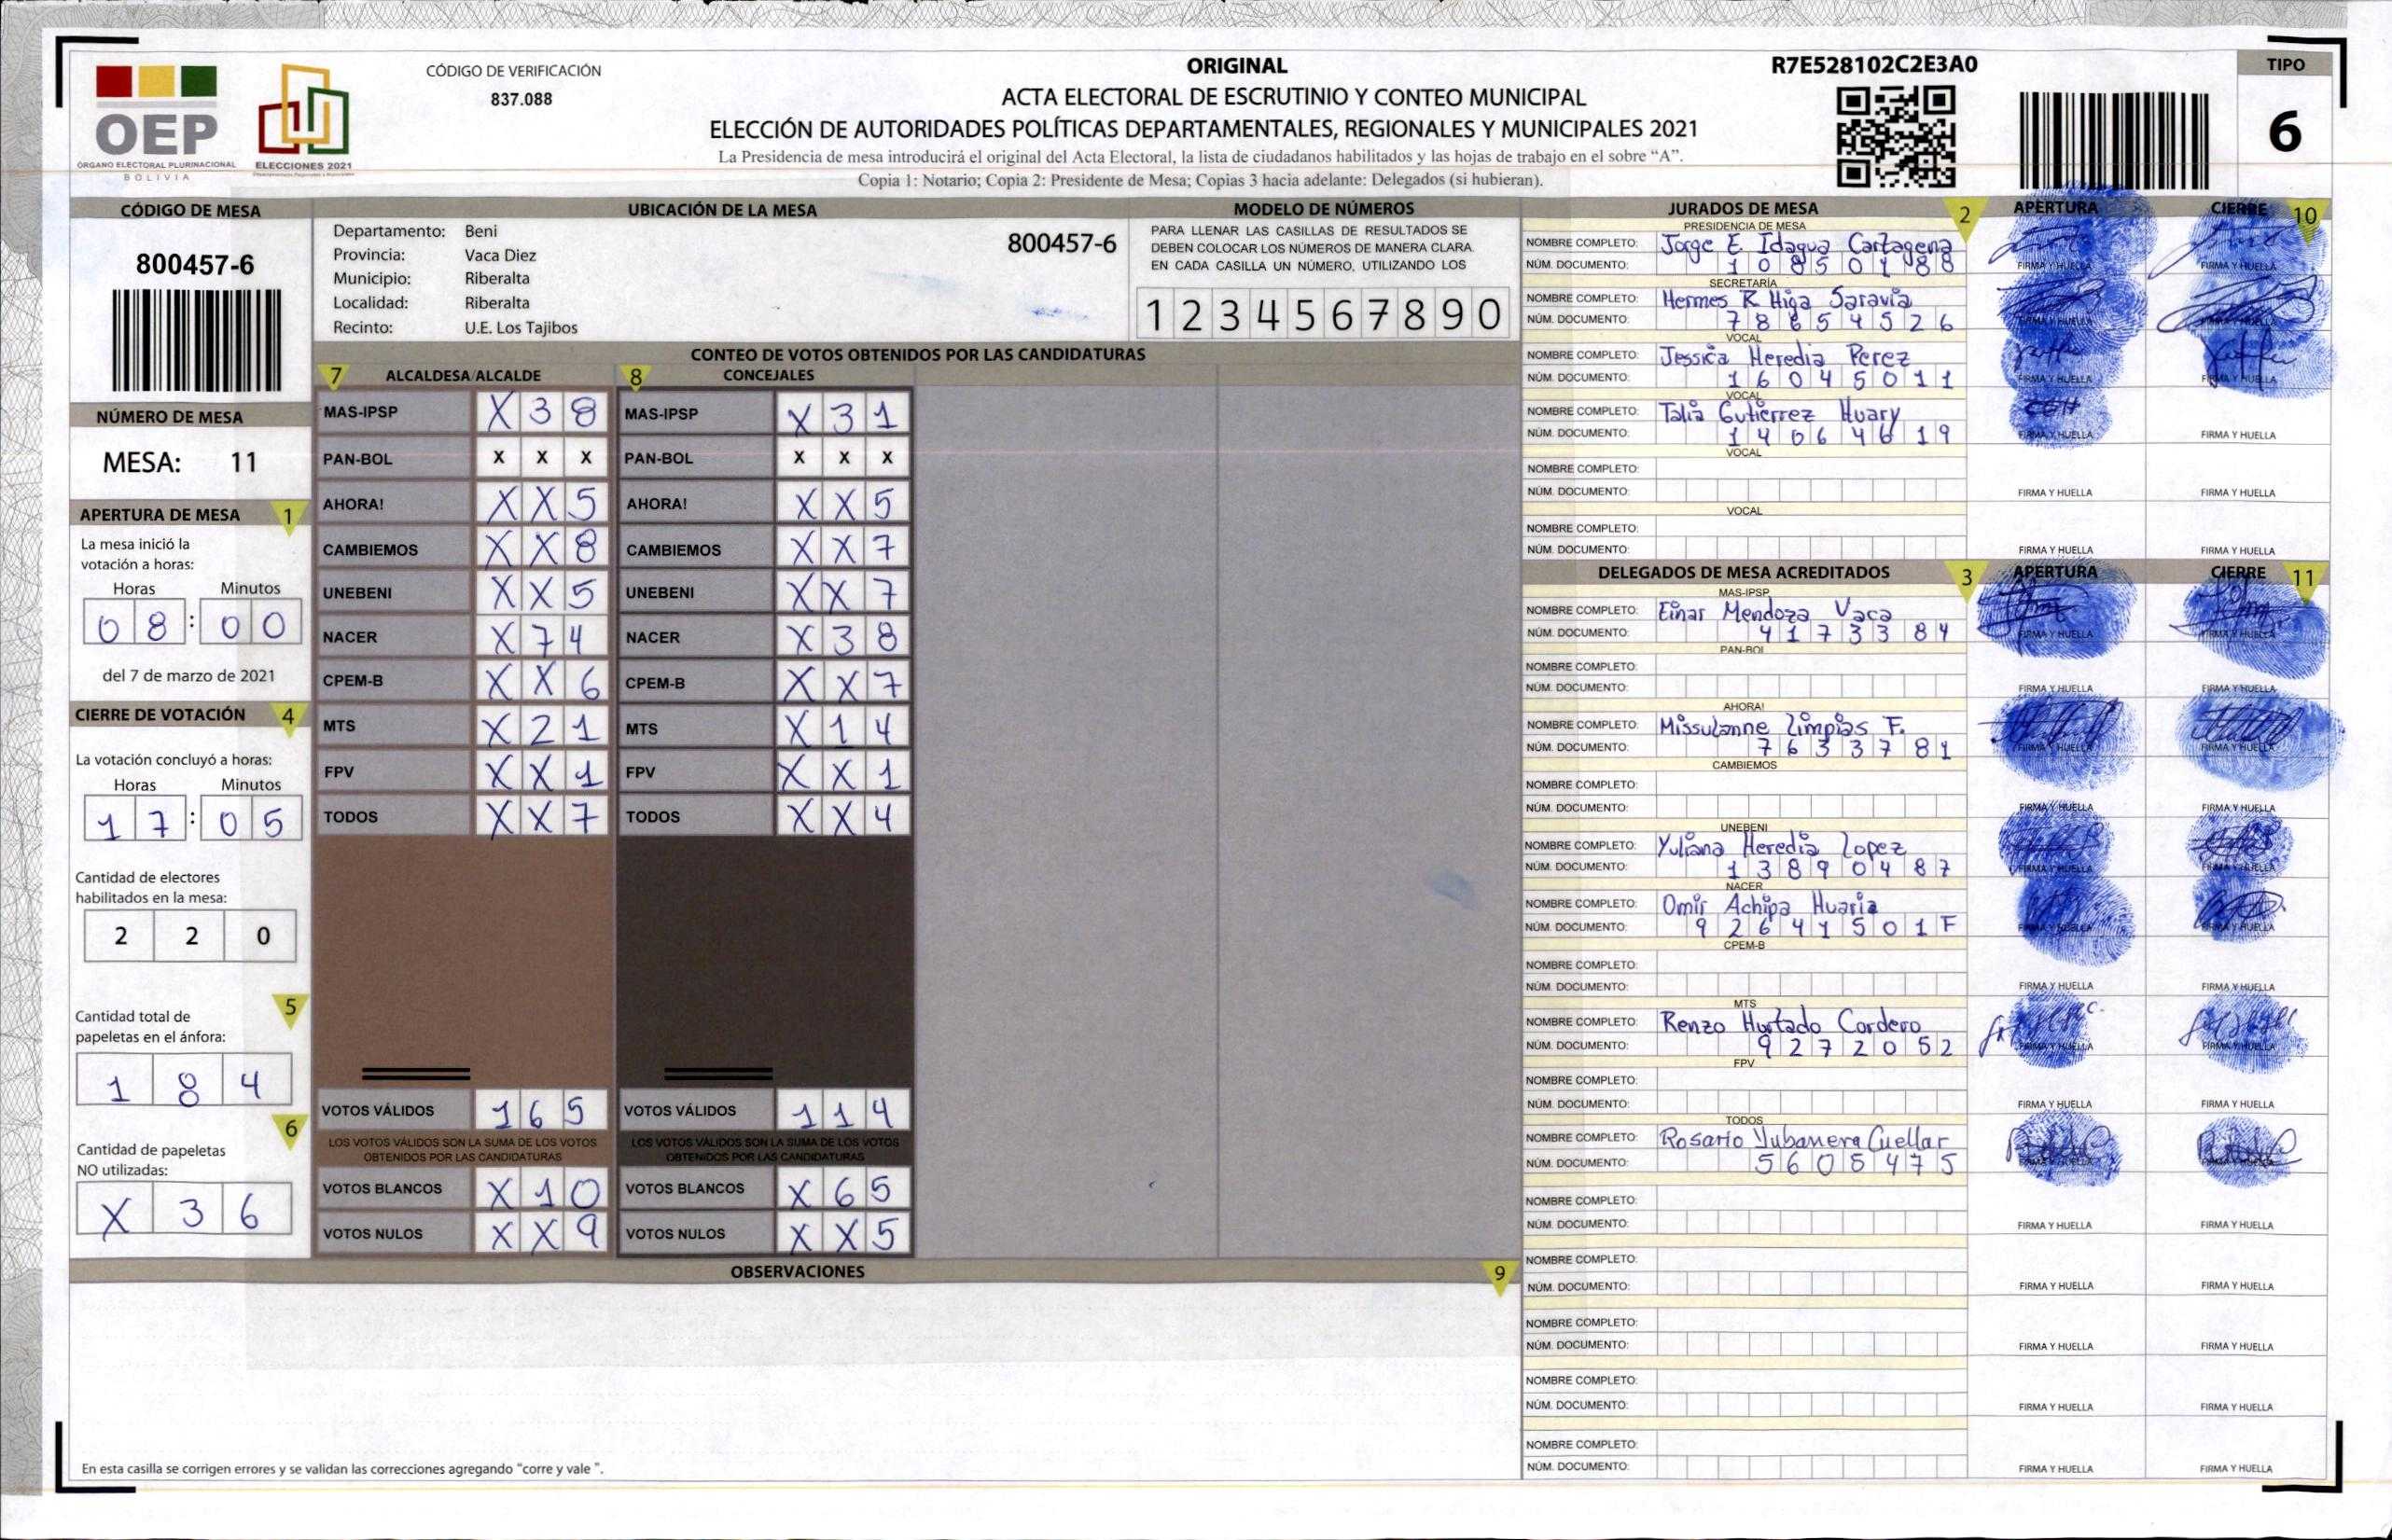 OEP
ÓRGANO ELECTORAL PLURINACIONAL
BOLIVIA
ELECCIONES 2021
CÓDIGO DE VERIFICACIÓN
837.088
ORIGINAL
ACTA ELECTORAL DE ESCRUTINIO Y CONTEO MUNICIPAL
ELECCIÓN DE AUTORIDADES POLÍTICAS DEPARTAMENTALES, REGIONALES Y MUNICIPALES 2021
La Presidencia de mesa introducirá el original del Acta Electoral, la lista de ciudadanos habilitados y las hojas de trabajo en el sobre “A”.
Copia 1: Notario; Copia 2: Presidente de Mesa; Copias 3 hacia adelante: Delegados (si hubieran).
R7E528102C2E3A0
TIPO
6
CÓDIGO DE MESA
800457-6
NÚMERO DE MESA
MESA: 11
APERTURA DE MESA 1
La mesa inició la
votación a horas:
Horas Minutos
0 8 : 0 0
del 7 de marzo de 2021
CIERRE DE VOTACIÓN 4
La votación concluyó a horas:
Horas Minutos
1 7 : 0 5
Cantidad de electores
habilitados en la mesa:
2 2 0
5
Cantidad total de
papeletas en el ánfora:
1 8 4
6
Cantidad de papeletas
NO utilizadas:
X 3 6
UBICACIÓN DE LA MESA
Departamento: Beni
Provincia: Vaca Diez
Municipio: Riberalta
Localidad: Riberalta
Recinto: U.E. Los Tajibos
800457-6
MODELO DE NÚMEROS
PARA LLENAR LAS CASILLAS DE RESULTADOS SE
DEBEN COLOCAR LOS NÚMEROS DE MANERA CLARA.
EN CADA CASILLA UN NÚMERO, UTILIZANDO LOS
1 2 3 4 5 6 7 8 9 0
CONTEO DE VOTOS OBTENIDOS POR LAS CANDIDATURAS
7 ALCALDESA/ALCALDE 8 CONCEJALES
MAS-IPSP X 3 8 MAS-IPSP X 3 1
PAN-BOL X X X PAN-BOL X X X
AHORA! X X 5 AHORA! X X 5
CAMBIEMOS X X 8 CAMBIEMOS X X 7
UNEBENI X X 5 UNEBENI X X 7
NACER X 7 4 NACER X 3 8
CPEM-B X X 6 CPEM-B X X 7
MTS X 2 1 MTS X 1 4
FPV X X 1 FPV X X 1
TODOS X X 7 TODOS X X 4
VOTOS VÁLIDOS 1 6 5 VOTOS VÁLIDOS 1 1 4
LOS VOTOS VÁLIDOS SON LA SUMA DE LOS VOTOS LOS VOTOS VÁLIDOS SON LA SUMA DE LOS VOTOS
OBTENIDOS POR LAS CANDIDATURAS OBTENIDOS POR LAS CANDIDATURAS
VOTOS BLANCOS X 1 0 VOTOS BLANCOS X 6 5
VOTOS NULOS X X 9 VOTOS NULOS X X 5
OBSERVACIONES 9
En esta casilla se corrigen errores y se validan las correcciones agregando “corre y vale ”.
JURADOS DE MESA 2 APERTURA CIERRE 10
PRESIDENCIA DE MESA
NOMBRE COMPLETO: Jorge E. Idagua Cartagena
NÚM. DOCUMENTO: 1 0 8 5 0 1 8 8 FIRMA Y HUELLA FIRMA Y HUELLA
SECRETARÍA
NOMBRE COMPLETO: Hermes R Higa Saravia
NÚM. DOCUMENTO: 7 8 6 5 4 5 2 6 FIRMA Y HUELLA FIRMA Y HUELLA
VOCAL
NOMBRE COMPLETO: Jessica Heredia Perez
NÚM. DOCUMENTO: 1 6 0 4 5 0 1 1 FIRMA Y HUELLA FIRMA Y HUELLA
VOCAL
NOMBRE COMPLETO: Talia Gutierrez Huary
NÚM. DOCUMENTO: 1 4 0 6 4 6 1 9 FIRMA Y HUELLA FIRMA Y HUELLA
VOCAL
NOMBRE COMPLETO:
NÚM. DOCUMENTO: FIRMA Y HUELLA FIRMA Y HUELLA
VOCAL
NOMBRE COMPLETO:
NÚM. DOCUMENTO: FIRMA Y HUELLA FIRMA Y HUELLA
DELEGADOS DE MESA ACREDITADOS 3 APERTURA CIERRE 11
MAS-IPSP
NOMBRE COMPLETO: Einar Mendoza Vaca
NÚM. DOCUMENTO: 4 1 7 3 3 8 4 FIRMA Y HUELLA FIRMA Y HUELLA
PAN-BOL
NOMBRE COMPLETO:
NÚM. DOCUMENTO: FIRMA Y HUELLA FIRMA Y HUELLA
AHORA!
NOMBRE COMPLETO: Missulanne Limpias F.
NÚM. DOCUMENTO: 7 6 3 3 7 8 1 FIRMA Y HUELLA FIRMA Y HUELLA
CAMBIEMOS
NOMBRE COMPLETO:
NÚM. DOCUMENTO: FIRMA Y HUELLA FIRMA Y HUELLA
UNEBENI
NOMBRE COMPLETO: Yuliana Heredia Lopez
NÚM. DOCUMENTO: 1 3 8 9 0 4 8 7 FIRMA Y HUELLA FIRMA Y HUELLA
NACER
NOMBRE COMPLETO: Omir Achipa Huaria
NÚM. DOCUMENTO: 9 2 6 4 1 5 0 1 F FIRMA Y HUELLA FIRMA Y HUELLA
CPEM-B
NOMBRE COMPLETO:
NÚM. DOCUMENTO: FIRMA Y HUELLA FIRMA Y HUELLA
MTS
NOMBRE COMPLETO: Renzo Hurtado Cordero
NÚM. DOCUMENTO: 9 2 7 2 0 5 2 FIRMA Y HUELLA FIRMA Y HUELLA
FPV
NOMBRE COMPLETO:
NÚM. DOCUMENTO: FIRMA Y HUELLA FIRMA Y HUELLA
TODOS
NOMBRE COMPLETO: Rosario Yubanera Cuellar
NÚM. DOCUMENTO: 5 6 0 5 4 7 5
NOMBRE COMPLETO:
NÚM. DOCUMENTO: FIRMA Y HUELLA FIRMA Y HUELLA
NOMBRE COMPLETO:
NÚM. DOCUMENTO: FIRMA Y HUELLA FIRMA Y HUELLA
NOMBRE COMPLETO:
NÚM. DOCUMENTO: FIRMA Y HUELLA FIRMA Y HUELLA
NOMBRE COMPLETO:
NÚM. DOCUMENTO: FIRMA Y HUELLA FIRMA Y HUELLA
NOMBRE COMPLETO:
NÚM. DOCUMENTO: FIRMA Y HUELLA FIRMA Y HUELLA